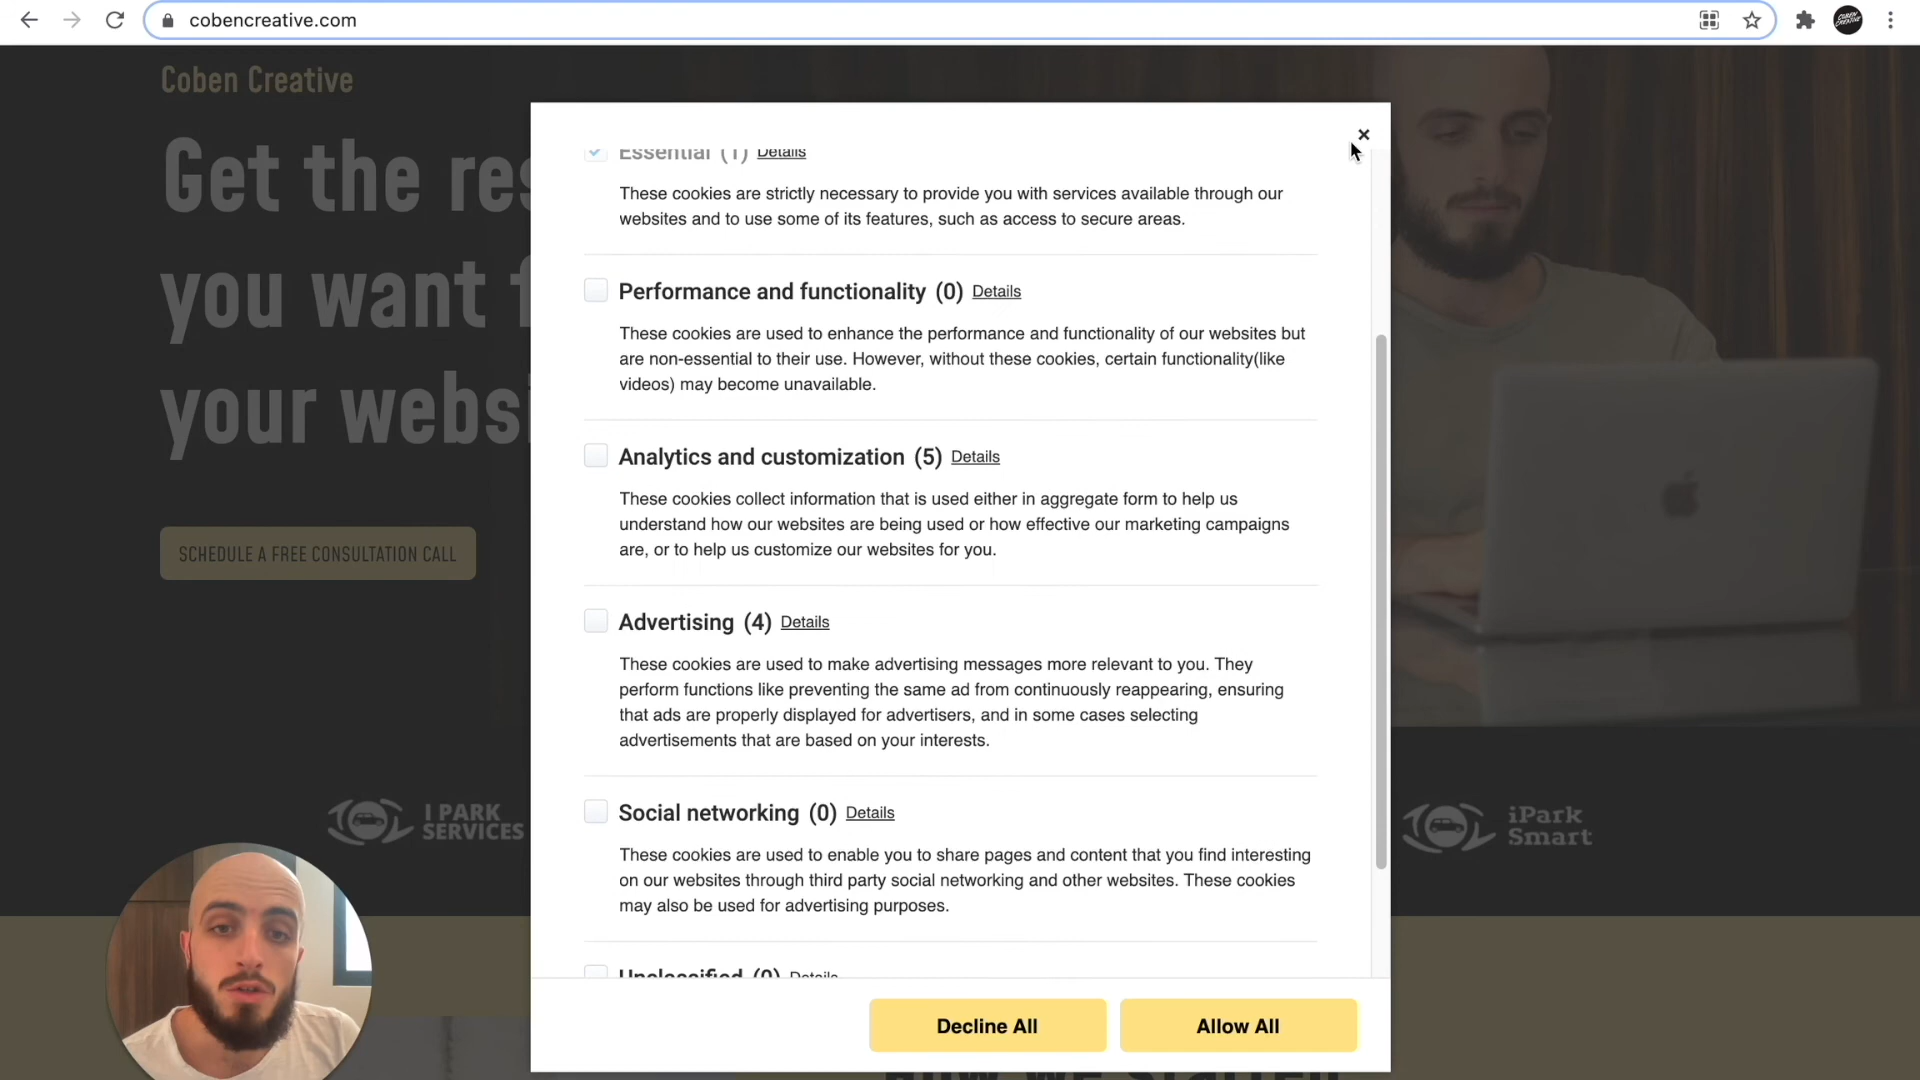 cobencreative.com
Coben Creative
Get the res
you want f
your websi
SCHEDULE A FREE CONSULTATION CALL
I PARK
SERVICES
iPark
Smart
×
Essential (1) Details
These cookies are strictly necessary to provide you with services available through our
websites and to use some of its features, such as access to secure areas.
Performance and functionality (0) Details
These cookies are used to enhance the performance and functionality of our websites but
are non-essential to their use. However, without these cookies, certain functionality(like
videos) may become unavailable.
Analytics and customization (5) Details
These cookies collect information that is used either in aggregate form to help us
understand how our websites are being used or how effective our marketing campaigns
are, or to help us customize our websites for you.
Advertising (4) Details
These cookies are used to make advertising messages more relevant to you. They
perform functions like preventing the same ad from continuously reappearing, ensuring
that ads are properly displayed for advertisers, and in some cases selecting
advertisements that are based on your interests.
Social networking (0) Details
These cookies are used to enable you to share pages and content that you find interesting
on our websites through third party social networking and other websites. These cookies
may also be used for advertising purposes.
Unclassified (0) Details
Decline All
Allow All